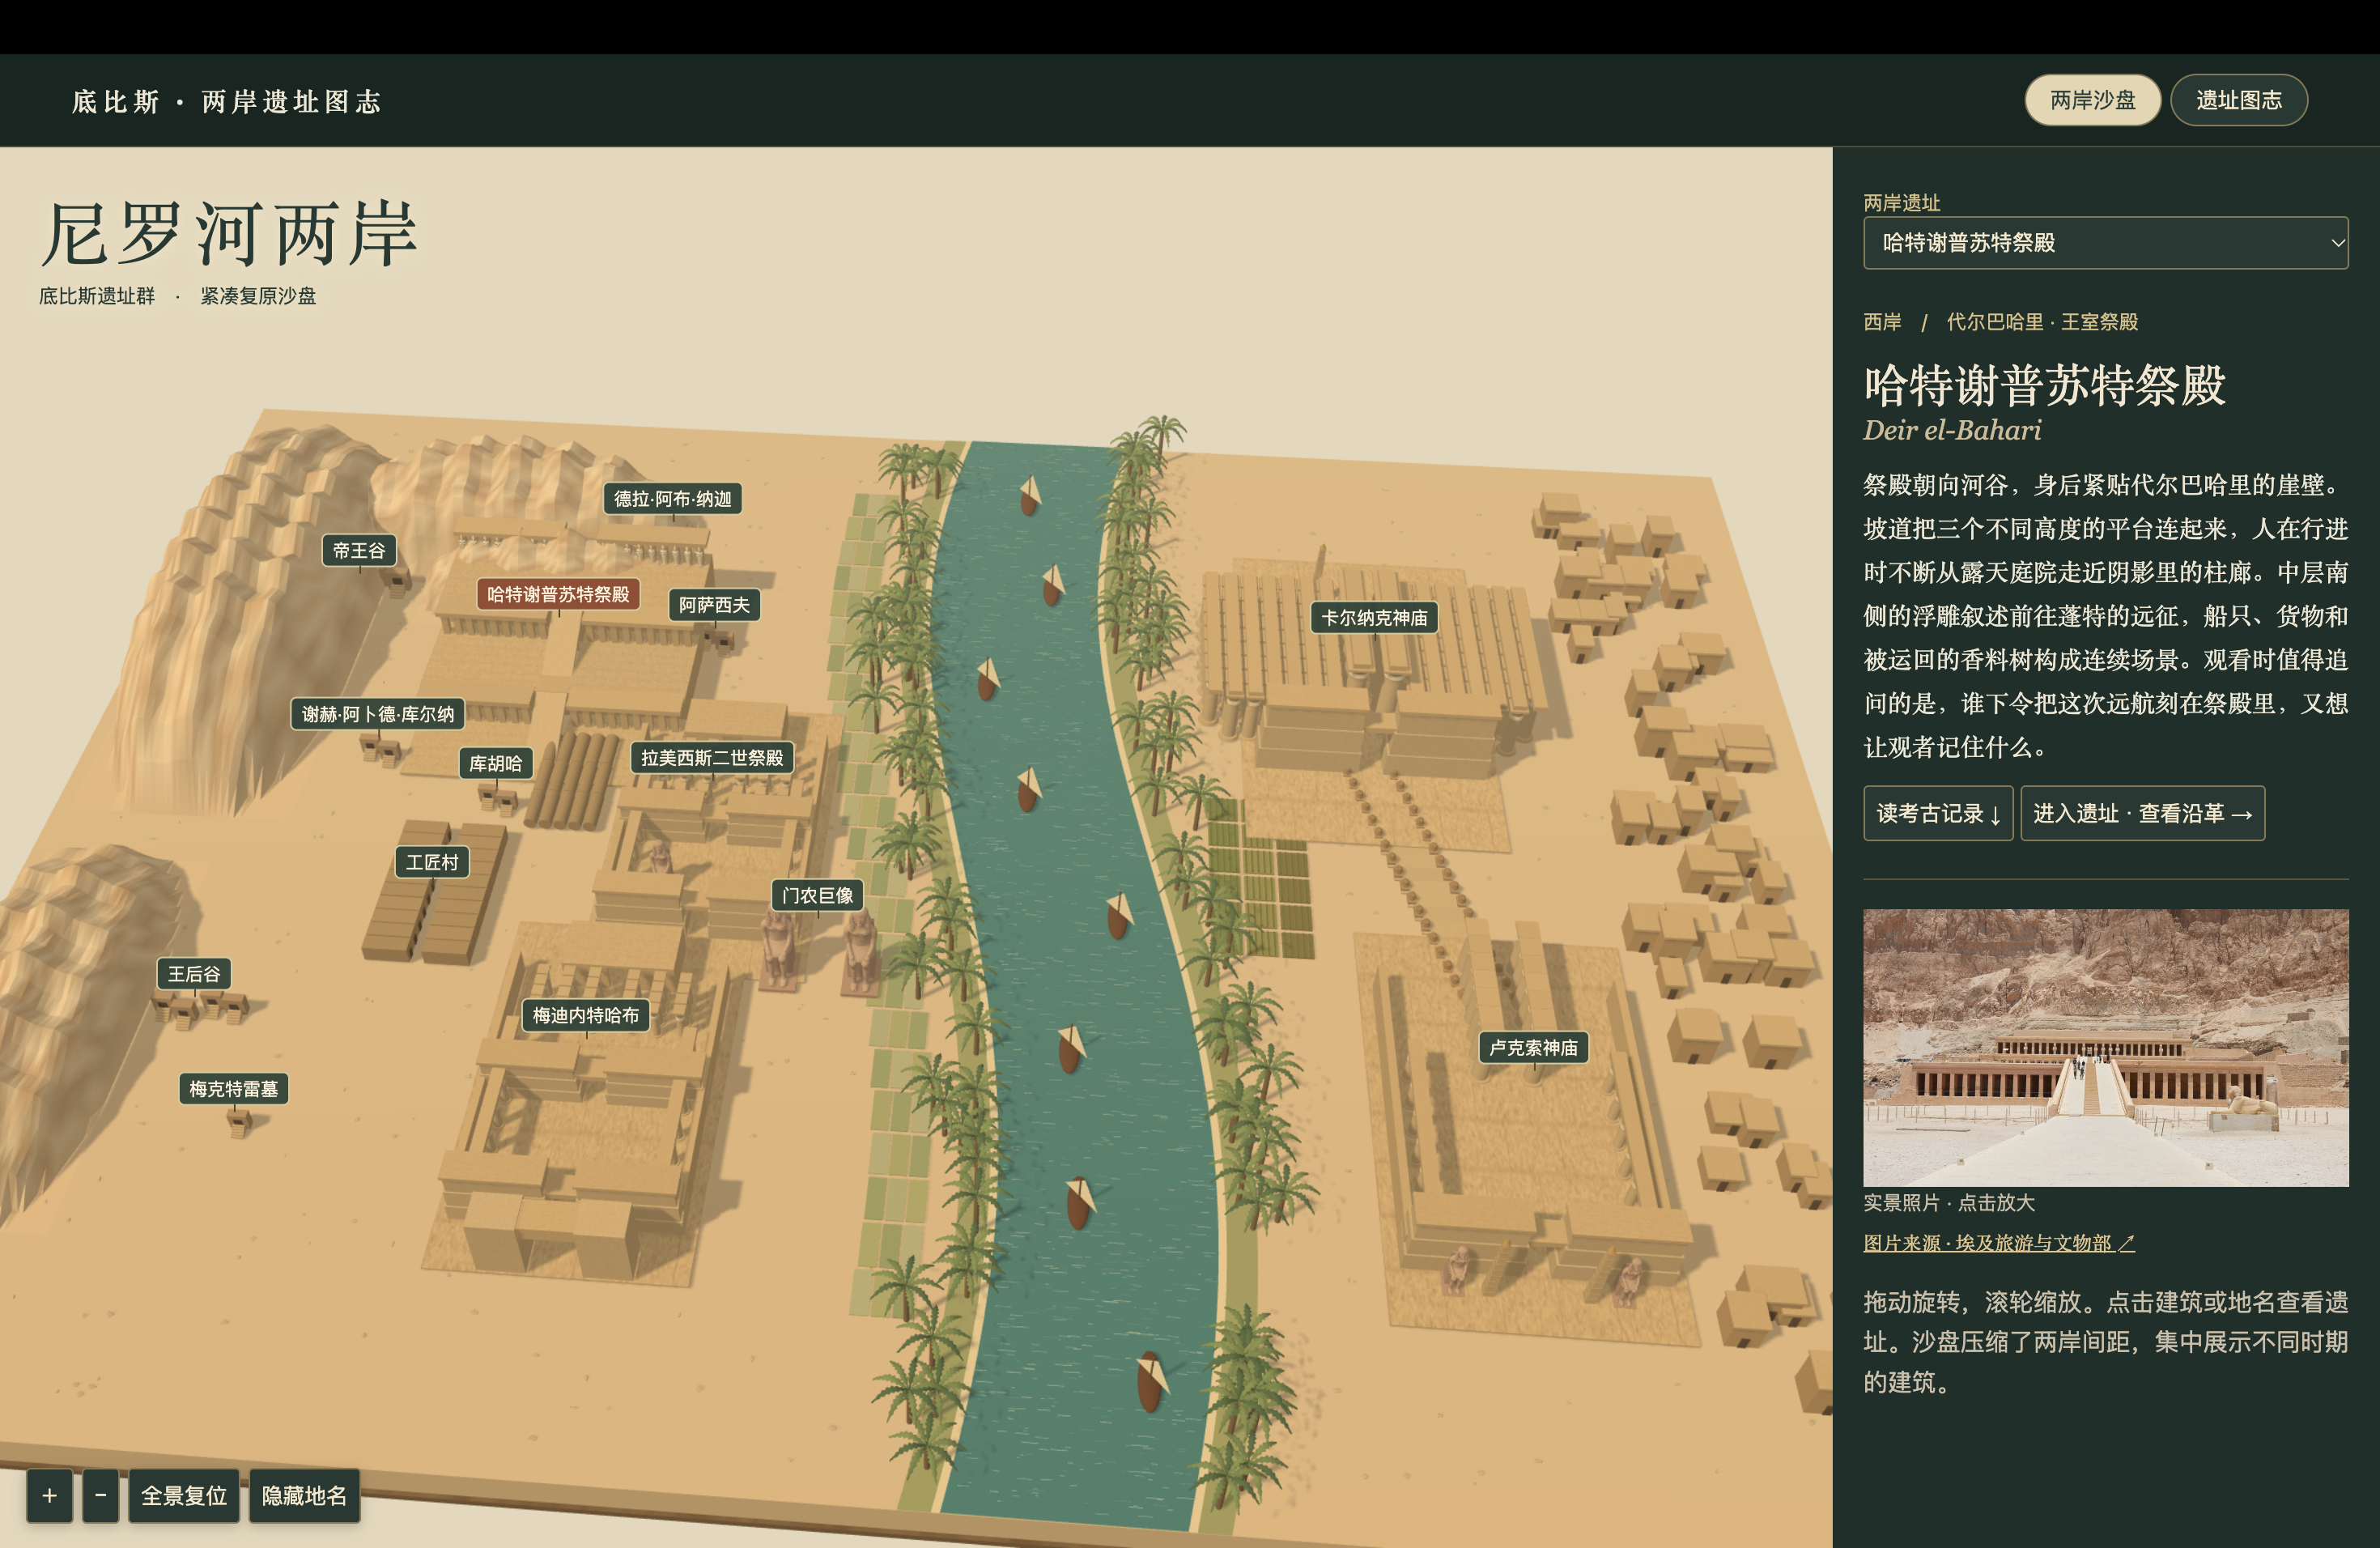 底比斯·两岸遗址图志
两岸沙盘
遗址图志
尼罗河两岸
底比斯遗址群 · 紧凑复原沙盘
德拉·阿布·纳迦
帝王谷
哈特谢普苏特祭殿
阿萨西夫
卡尔纳克神庙
谢赫·阿卜德·库尔纳
库胡哈
拉美西斯二世祭殿
工匠村
门农巨像
王后谷
梅迪内特哈布
卢克索神庙
梅克特雷墓
+
-
全景复位
隐藏地名
两岸遗址
哈特谢普苏特祭殿
西岸 / 代尔巴哈里·王室祭殿
哈特谢普苏特祭殿
Deir el-Bahari
祭殿朝向河谷，身后紧贴代尔巴哈里的崖壁。
坡道把三个不同高度的平台连起来，人在行进
时不断从露天庭院走近阴影里的柱廊。中层南
侧的浮雕叙述前往蓬特的远征，船只、货物和
被运回的香料树构成连续场景。观看时值得追
问的是，谁下令把这次远航刻在祭殿里，又想
让观者记住什么。
读考古记录↓
进入遗址·查看沿革→
实景照片·点击放大
图片来源·埃及旅游与文物部↗
拖动旋转，滚轮缩放。点击建筑或地名查看遗
址。沙盘压缩了两岸间距，集中展示不同时期
的建筑。